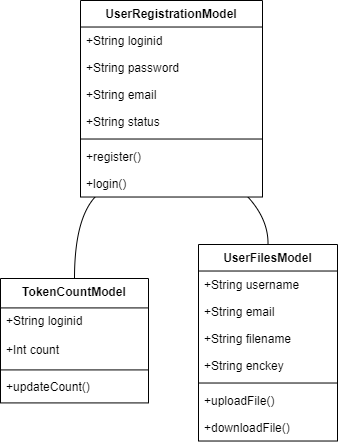 UserRegistrationModel
+String loginid
+String password
+String email
+String status
+register()
+login()
TokenCountModel
+String loginid
+Int count
+updateCount()
UserFilesModel
+String username
+String email
+String filename
+String enckey
+uploadFile()
+downloadFile()